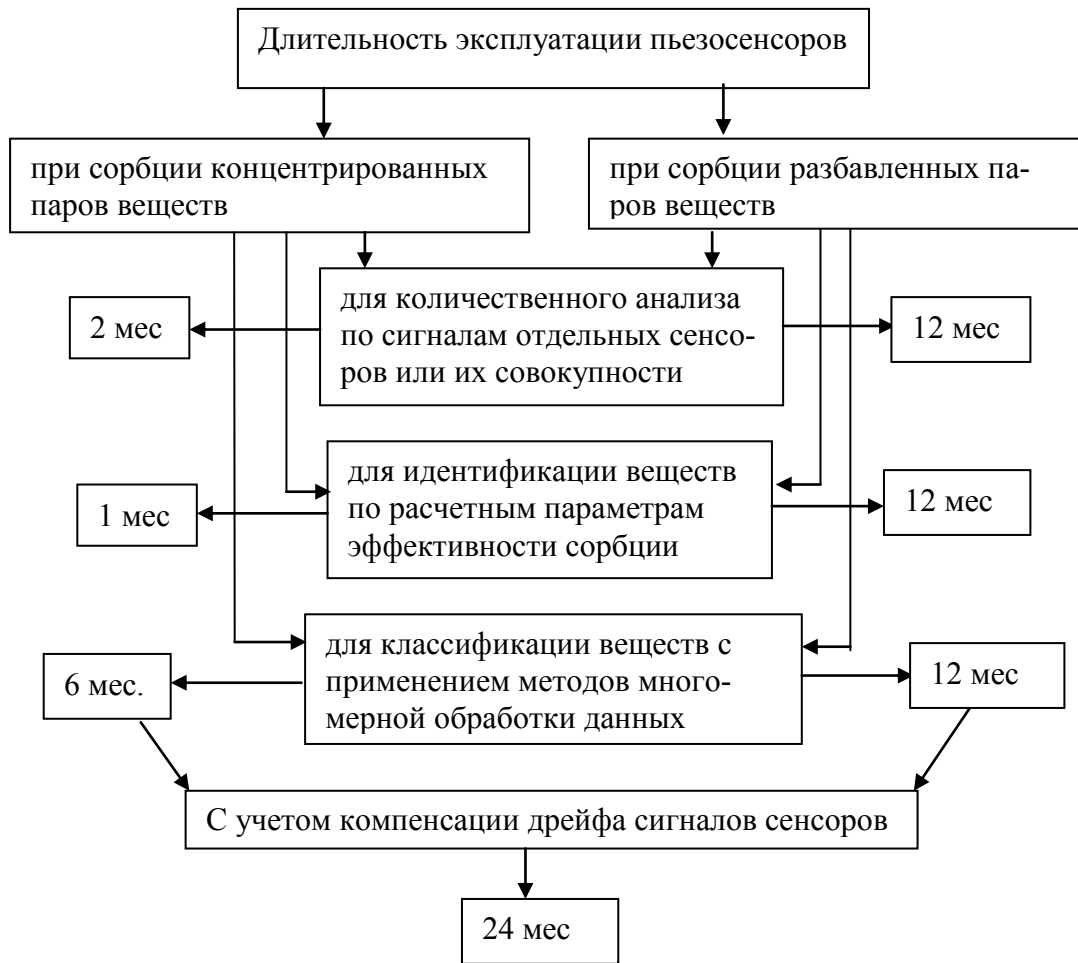 Длительность эксплуатации пьезосенсоров
при сорбции концентрированных
паров веществ
при сорбции разбавленных па-
ров веществ
для количественного анализа
по сигналам отдельных сенсо-
ров или их совокупности
2 мес
12 мес
для идентификации веществ
по расчетным параметрам
эффективности сорбции
1 мес
12 мес
для классификации веществ с
применением методов много-
мерной обработки данных
6 мес.
12 мес
С учетом компенсации дрейфа сигналов сенсоров
24 мес